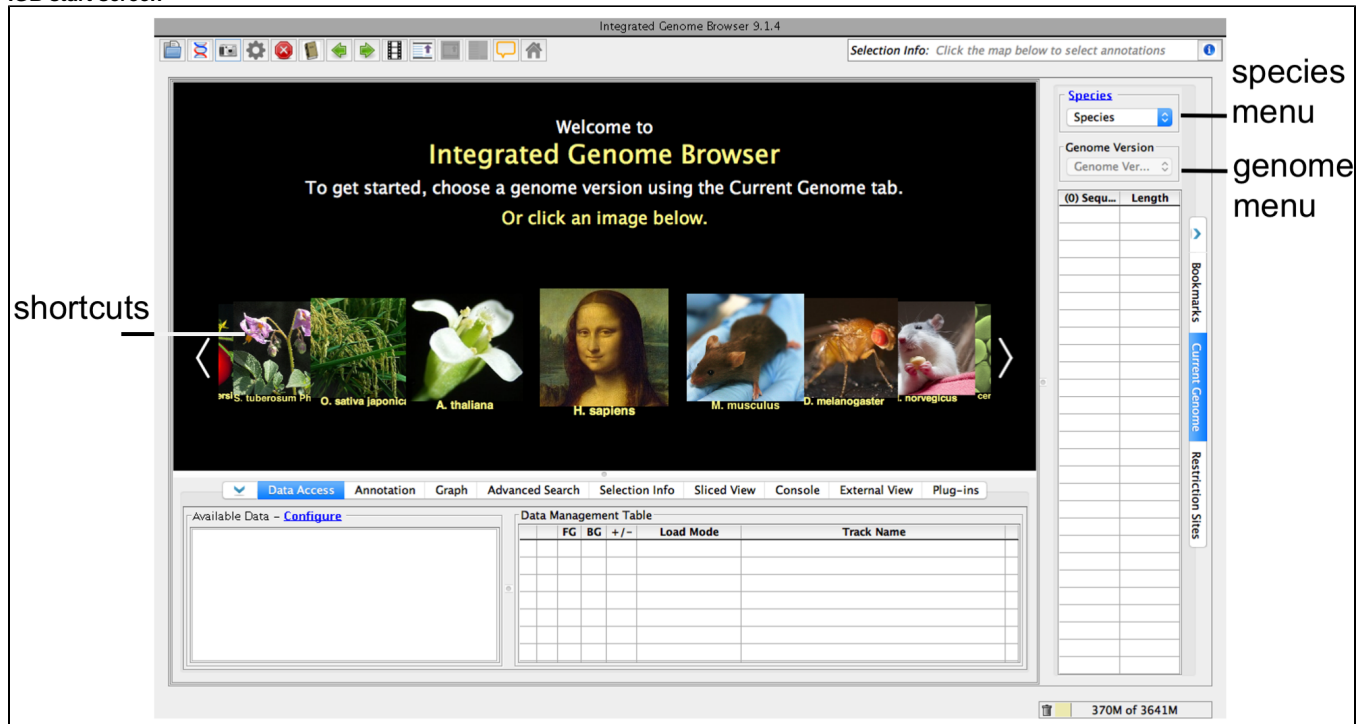 Integrated Genome Browser 9.1.4
Selection Info: Click the map below to select annotations
species
menu
Species
Species
Welcome to
Integrated Genome Browser
To get started, choose a genome version using the Current Genome tab.
Or click an image below.
Genome Version
Genome Ver...
genome
menu
(0) Sequ... Length
shortcuts
S. tuberosum Ph
O. sativa japonica
A. thaliana
H. sapiens
M. musculus
D. melanogaster
. norvegicus
cer
Bookmarks
Current Genome
Restriction Sites
Data Access Annotation Graph Advanced Search Selection Info Sliced View Console External View Plug-ins
Available Data – Configure
Data Management Table
FG BG +/- Load Mode Track Name
370M of 3641M